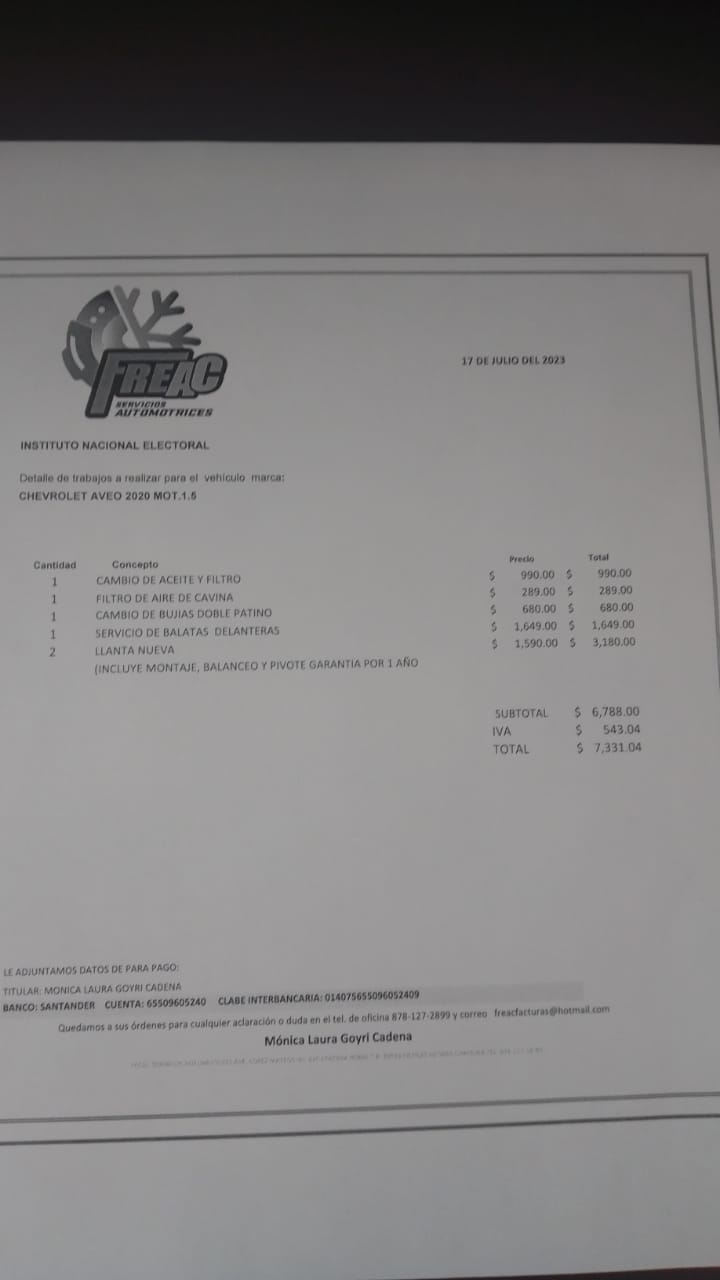 FREAC
SERVICIOS
AUTOMOTRICES
17 DE JULIO DEL 2023
INSTITUTO NACIONAL ELECTORAL
Detalle de trabajos a realizar para el vehículo marca:
CHEVROLET AVEO 2020 MOT.1.5
Cantidad Concepto Precio Total
1 CAMBIO DE ACEITE Y FILTRO $ 990.00 $ 990.00
1 FILTRO DE AIRE DE CAVINA $ 289.00 $ 289.00
1 CAMBIO DE BUJIAS DOBLE PATINO $ 680.00 $ 680.00
1 SERVICIO DE BALATAS DELANTERAS $ 1,649.00 $ 1,649.00
2 LLANTA NUEVA $ 1,590.00 $ 3,180.00
(INCLUYE MONTAJE, BALANCEO Y PIVOTE GARANTIA POR 1 AÑO
SUBTOTAL $ 6,788.00
IVA $ 543.04
TOTAL $ 7,331.04
LE ADJUNTAMOS DATOS DE PARA PAGO:
TITULAR: MONICA LAURA GOYRI CADENA
BANCO: SANTANDER CUENTA: 65509605240 CLABE INTERBANCARIA: 014075655096052409
Quedamos a sus órdenes para cualquier aclaración o duda en el tel. de oficina 878-127-2899 y correo freacfacturas@hotmail.com
Mónica Laura Goyri Cadena